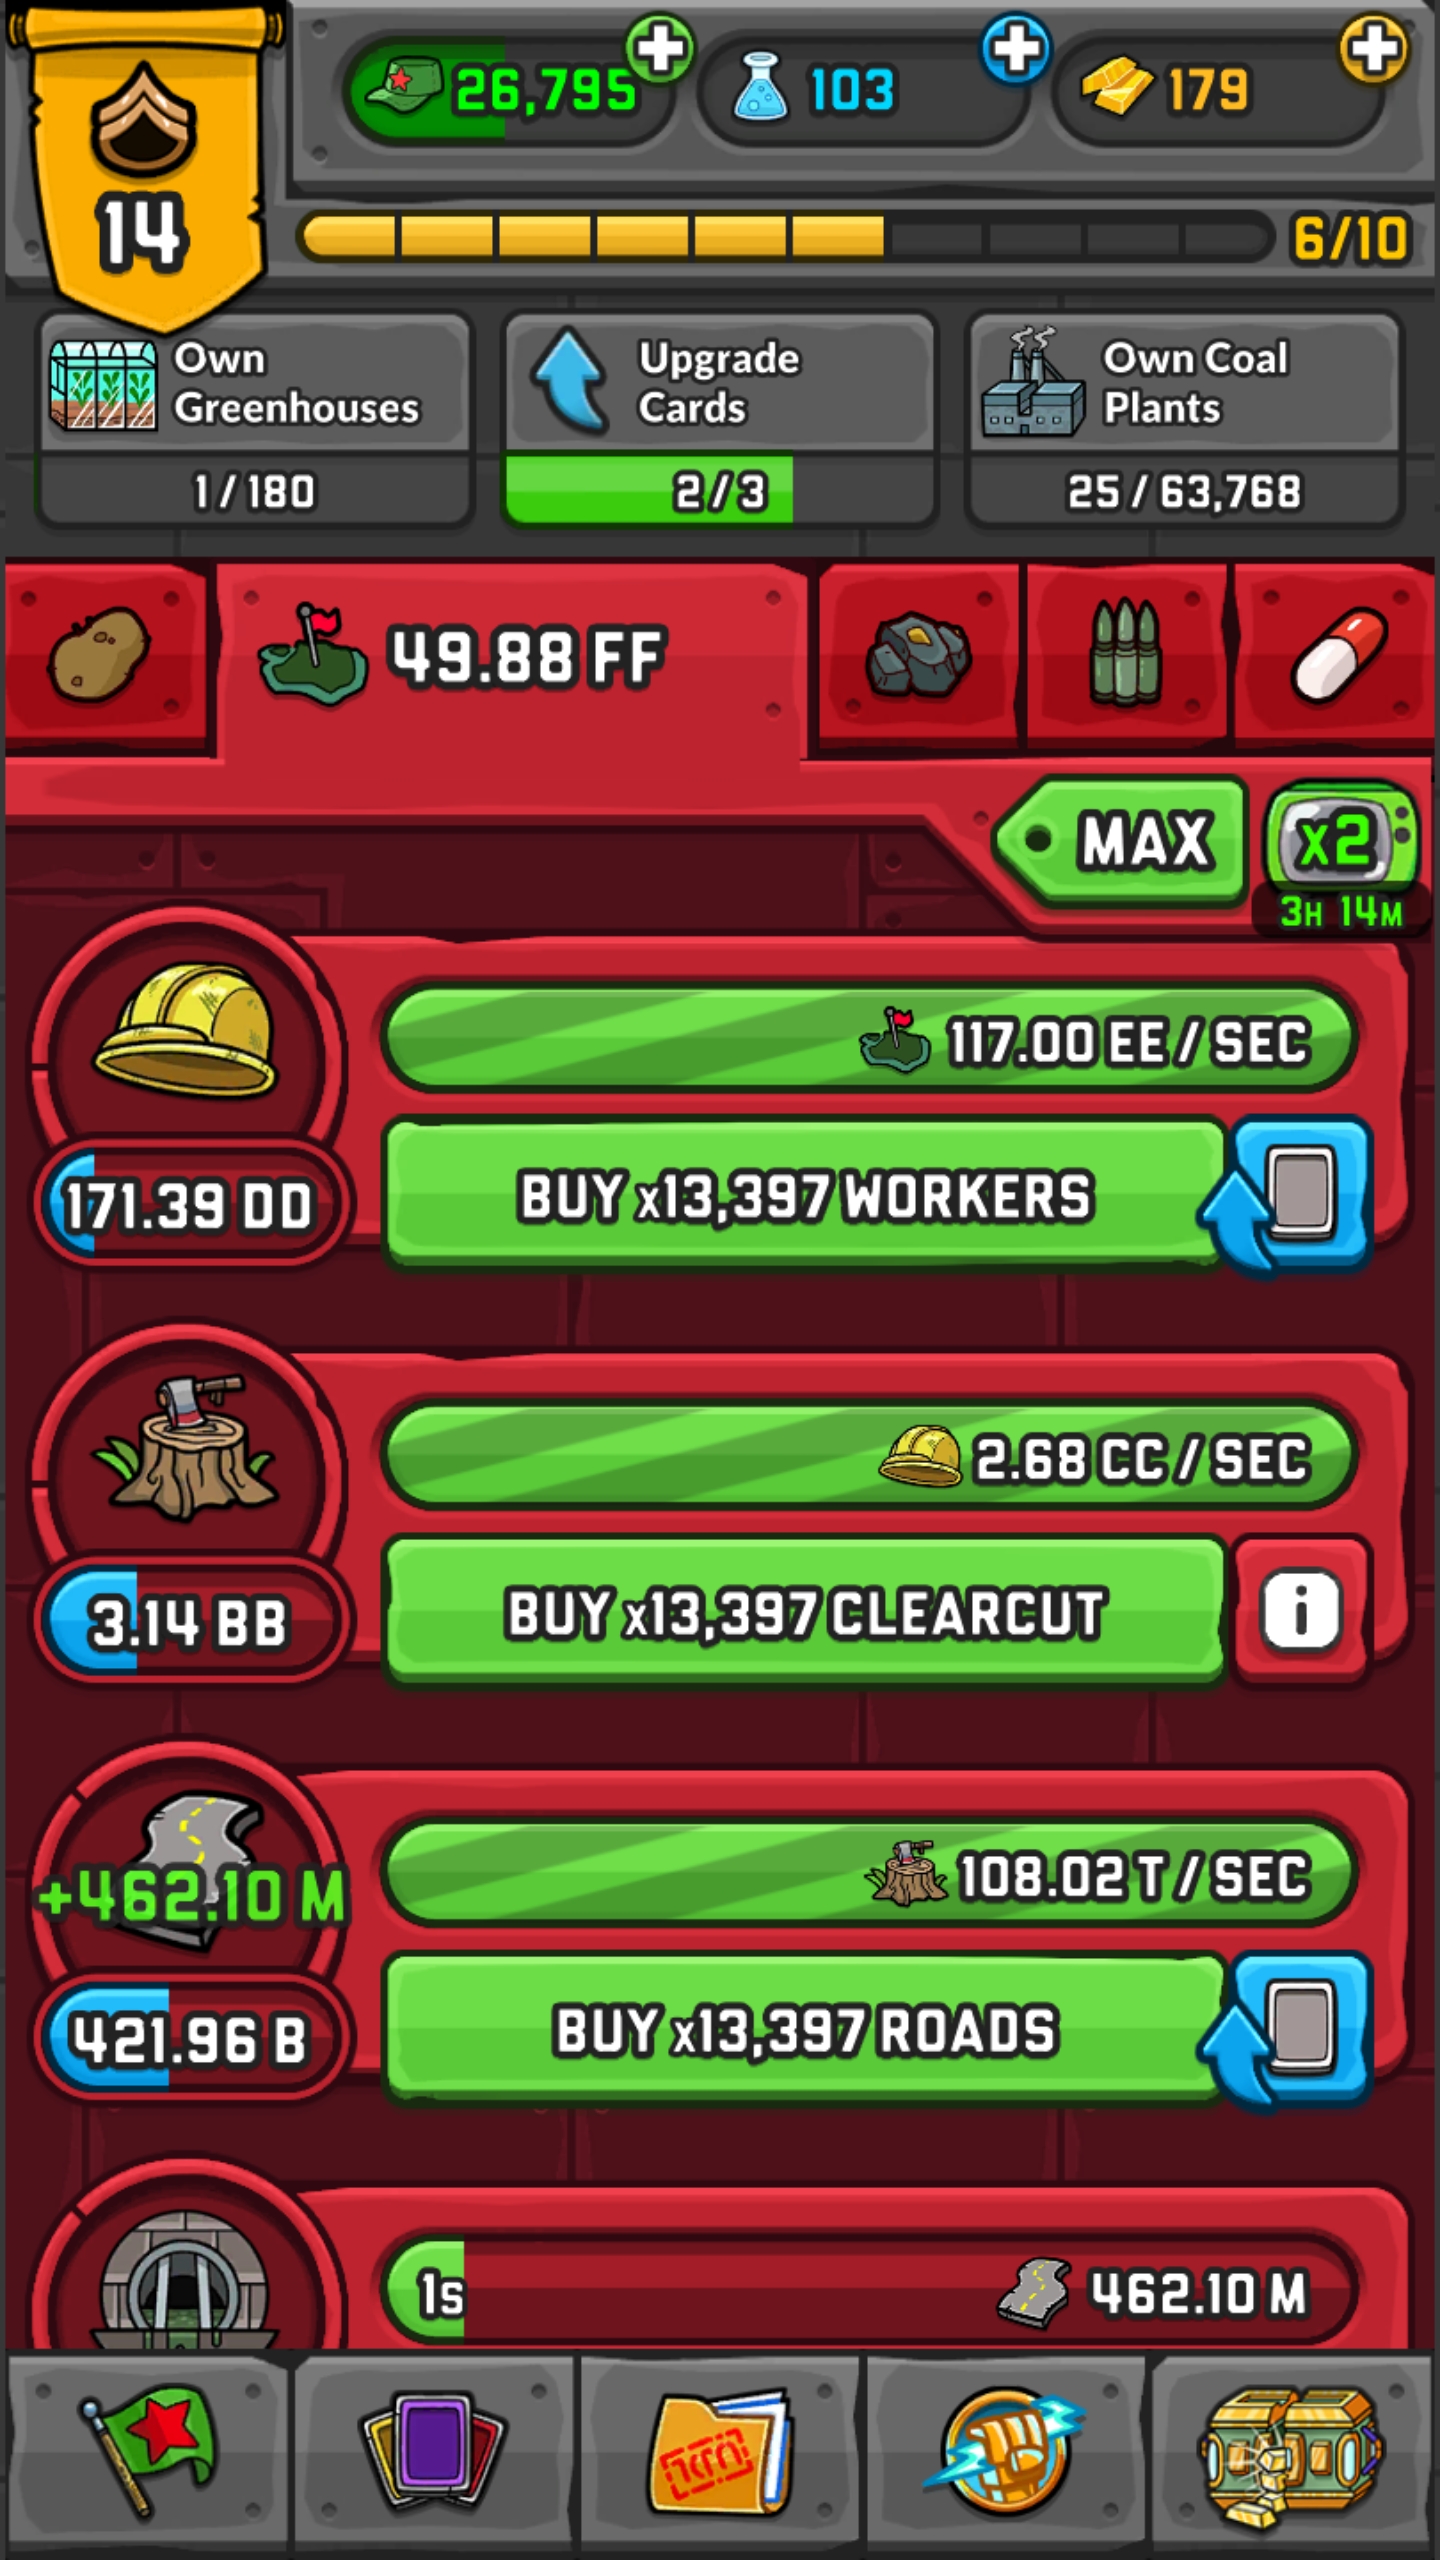 14
26,795
103
179
6/10
Own
Greenhouses
1/180
Upgrade
Cards
2/3
Own Coal
Plants
25/63,768
49.88 FF
MAX
x2
3H 14M
117.00 EE/SEC
171.39 DD
BUY x13,397 WORKERS
2.68 CC/SEC
3.14 BB
BUY x13,397 CLEARCUT
i
+462.10 M
108.02 T/SEC
421.96 B
BUY x13,397 ROADS
1s
462.10 M